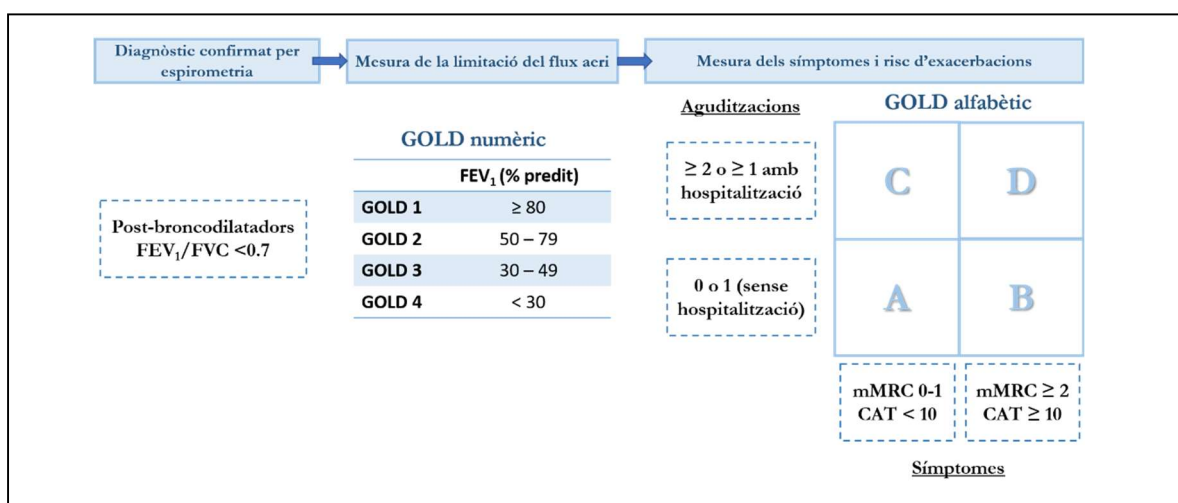 Diagnòstic confirmat per
espirometria
Mesura de la limitació del flux aeri
Mesura dels símptomes i risc d'exacerbacions
Post-broncodilatadors
FEV₁/FVC <0.7
GOLD numèric
FEV₁ (% predit)
GOLD 1 ≥ 80
GOLD 2 50 – 79
GOLD 3 30 – 49
GOLD 4 < 30
Aguditzacions
≥ 2 o ≥ 1 amb
hospitalització
0 o 1 (sense
hospitalització)
GOLD alfabètic
C D
A B
mMRC 0-1
CAT < 10
mMRC ≥ 2
CAT ≥ 10
Símptomes